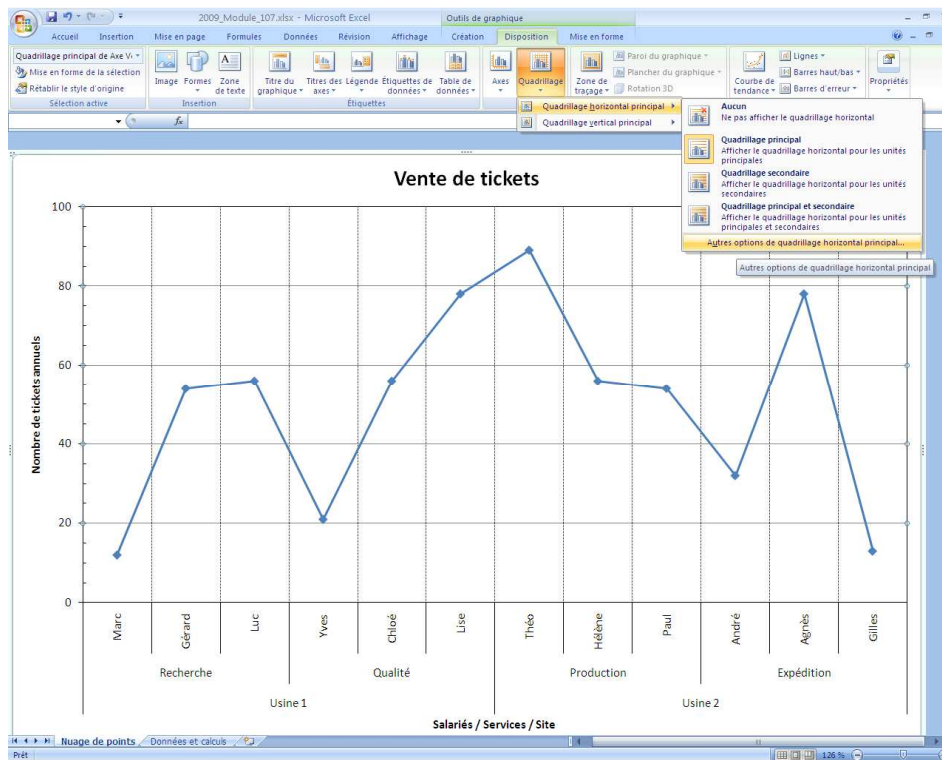 2009_Module_107.xlsx - Microsoft Excel
Outils de graphique
Accueil Insertion Mise en page Formules Données Révision Affichage Création Disposition Mise en forme
Quadrillage principal de Axe V
Mise en forme de la sélection
Rétablir le style d'origine
Sélection active
Image Formes Zone de texte
Insertion
Titre du graphique Titres des axes Légende Étiquettes de données Table de données
Étiquettes
Axes Quadrillage
Zone de traçage
Paroi du graphique
Plancher du graphique
Rotation 3D
Courbe de tendance
Lignes
Barres haut/bas
Barres d'erreur
Propriétés
fx
Quadrillage horizontal principal
Quadrillage vertical principal
Aucun
Ne pas afficher le quadrillage horizontal
Quadrillage principal
Afficher le quadrillage horizontal pour les unités
principales
Quadrillage secondaire
Afficher le quadrillage horizontal pour les unités
secondaires
Quadrillage principal et secondaire
Afficher le quadrillage horizontal pour les unités
principales et secondaires
Autres options de quadrillage horizontal principal...
Autres options de quadrillage horizontal principal
Vente de tickets
Nombre de tickets annuels
100
80
60
40
20
0
Marc Gérard Luc Yves Chloé Lise Théo Hélène Paul André Agnès Gilles
Recherche Qualité Production Expédition
Usine 1 Usine 2
Salariés / Services / Site
Nuage de points Données et calculs
Prêt
126 %